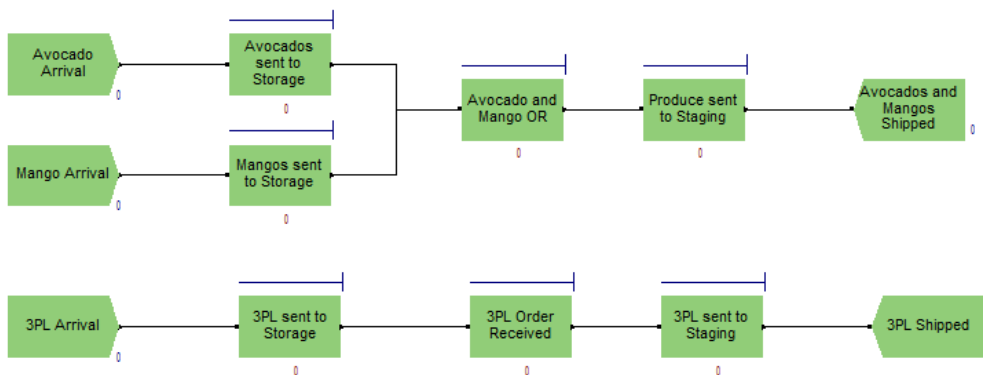 Avocado
Arrival
0
Avocados
sent to
Storage
0
Mango Arrival
0
Mangos sent
to Storage
0
Avocado and
Mango OR
0
Produce sent
to Staging
0
Avocados and
Mangos
Shipped
0
3PL Arrival
0
3PL sent to
Storage
0
3PL Order
Received
0
3PL sent to
Staging
0
3PL Shipped